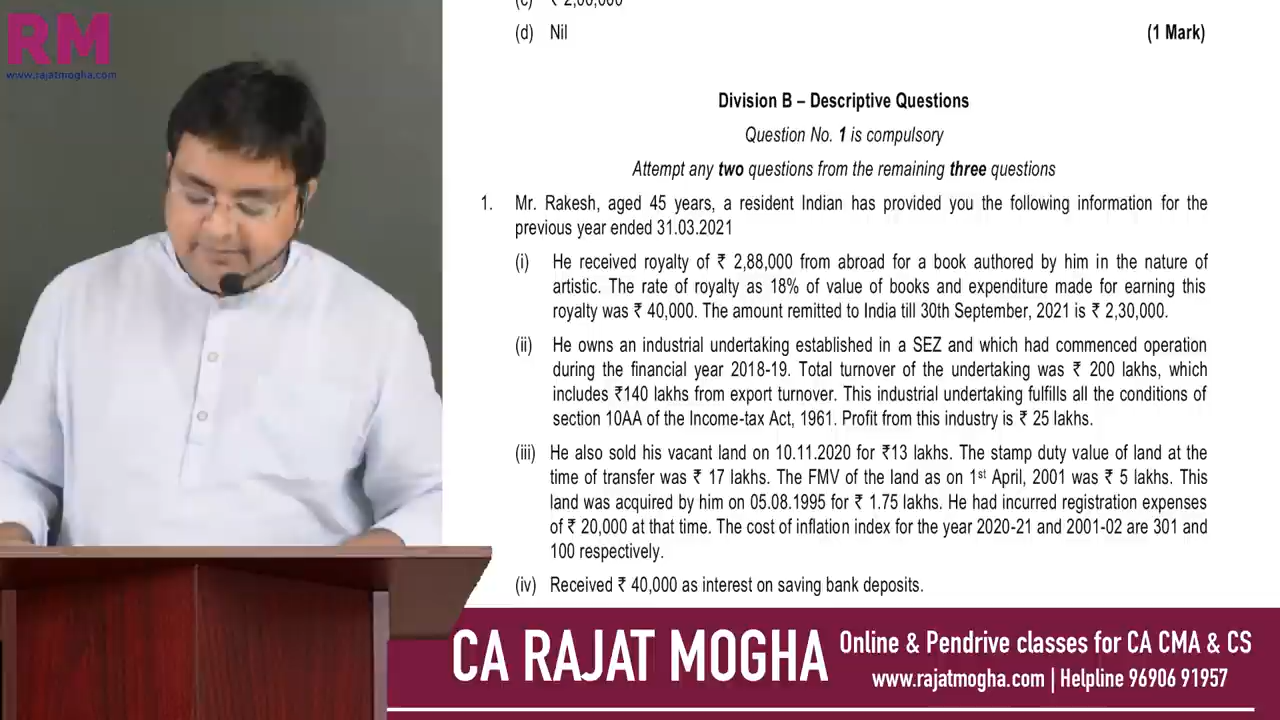 RM
www.rajatmogha.com
(c) ₹ 2,00,000
(d) Nil (1 Mark)
Division B – Descriptive Questions
Question No. 1 is compulsory
Attempt any two questions from the remaining three questions
1. Mr. Rakesh, aged 45 years, a resident Indian has provided you the following information for the
previous year ended 31.03.2021
(i) He received royalty of ₹ 2,88,000 from abroad for a book authored by him in the nature of
artistic. The rate of royalty as 18% of value of books and expenditure made for earning this
royalty was ₹ 40,000. The amount remitted to India till 30th September, 2021 is ₹ 2,30,000.
(ii) He owns an industrial undertaking established in a SEZ and which had commenced operation
during the financial year 2018-19. Total turnover of the undertaking was ₹ 200 lakhs, which
includes ₹140 lakhs from export turnover. This industrial undertaking fulfills all the conditions of
section 10AA of the Income-tax Act, 1961. Profit from this industry is ₹ 25 lakhs.
(iii) He also sold his vacant land on 10.11.2020 for ₹13 lakhs. The stamp duty value of land at the
time of transfer was ₹ 17 lakhs. The FMV of the land as on 1st April, 2001 was ₹ 5 lakhs. This
land was acquired by him on 05.08.1995 for ₹ 1.75 lakhs. He had incurred registration expenses
of ₹ 20,000 at that time. The cost of inflation index for the year 2020-21 and 2001-02 are 301 and
100 respectively.
(iv) Received ₹ 40,000 as interest on saving bank deposits.
CA RAJAT MOGHA
Online & Pendrive classes for CA CMA & CS
www.rajatmogha.com | Helpline 96906 91957